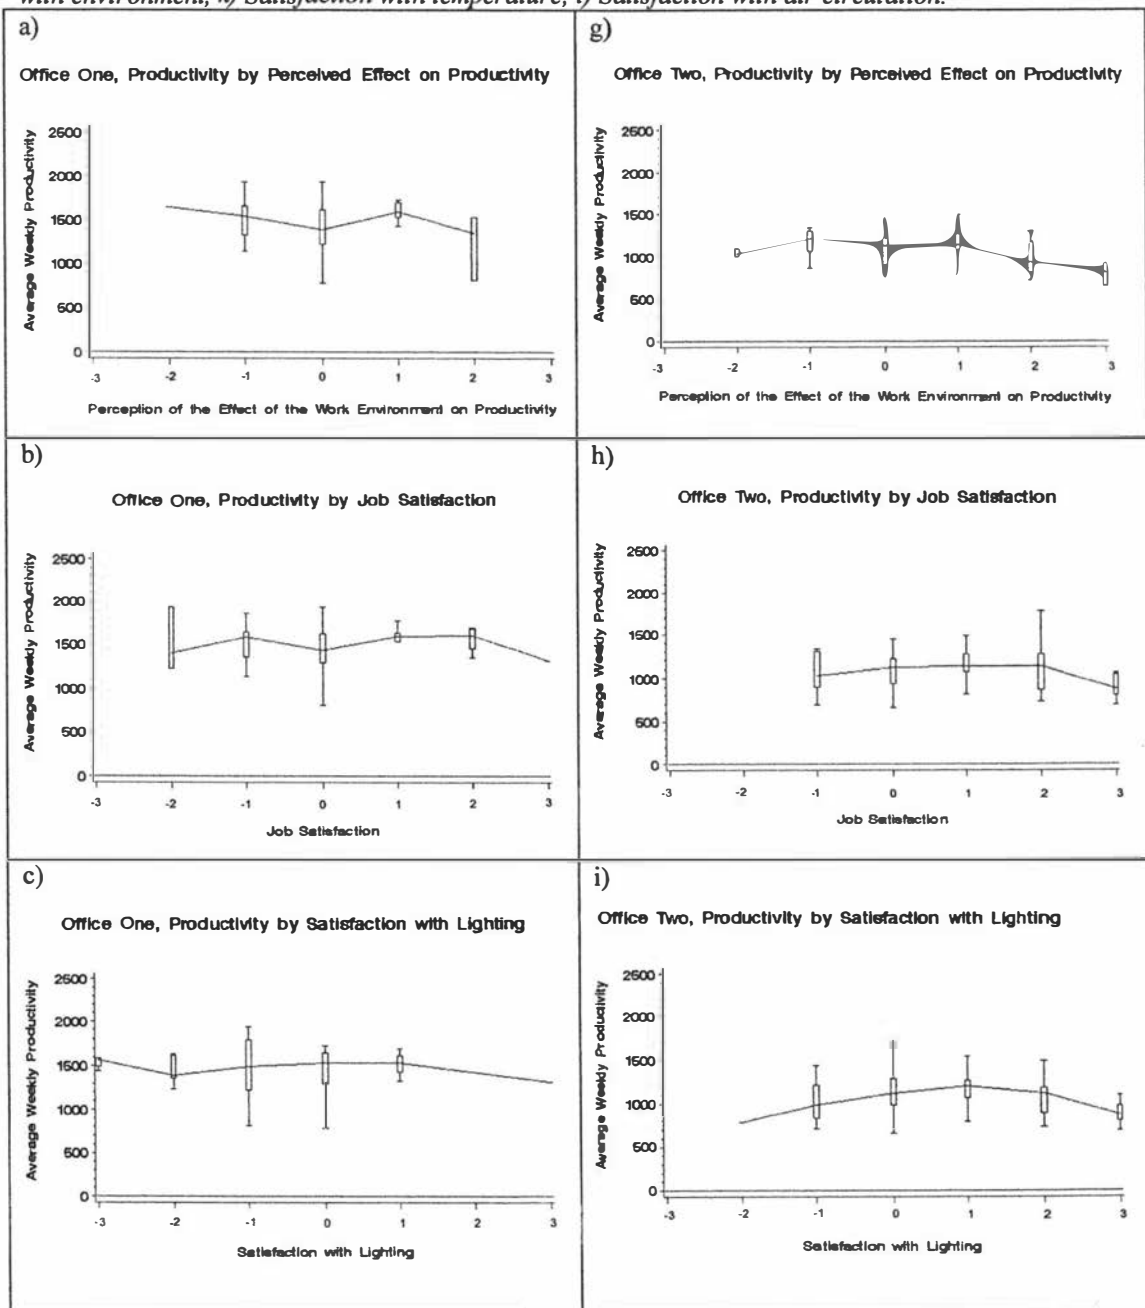 with environment, k) Satisfaction with temperature, l) Satisfaction with air circulation.
a)
Office One, Productivity by Perceived Effect on Productivity
Average Weekly Productivity
2500
2000
1500
1000
500
0
-3 -2 -1 0 1 2 3
Perception of the Effect of the Work Environment on Productivity
g)
Office Two, Productivity by Perceived Effect on Productivity
Average Weekly Productivity
2500
2000
1500
1000
500
0
-3 -2 -1 0 1 2 3
Perception of the Effect of the Work Environment on Productivity
b)
Office One, Productivity by Job Satisfaction
Average Weekly Productivity
2500
2000
1500
1000
500
0
-3 -2 -1 0 1 2 3
Job Satisfaction
h)
Office Two, Productivity by Job Satisfaction
Average Weekly Productivity
2500
2000
1500
1000
500
0
-3 -2 -1 0 1 2 3
Job Satisfaction
c)
Office One, Productivity by Satisfaction with Lighting
Average Weekly Productivity
2500
2000
1500
1000
500
0
-3 -2 -1 0 1 2 3
Satisfaction with Lighting
i)
Office Two, Productivity by Satisfaction with Lighting
Average Weekly Productivity
2500
2000
1500
1000
500
0
-3 -2 -1 0 1 2 3
Satisfaction with Lighting